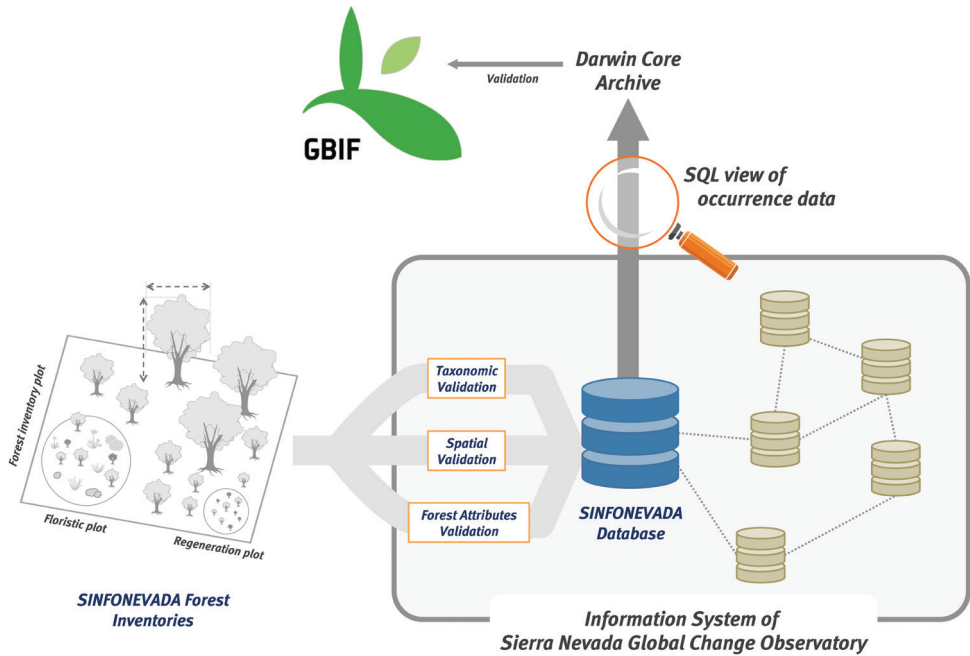 GBIF
Validation
Darwin Core
Archive
SQL view of
occurrence data
Forest inventory plot
Floristic plot
Regeneration plot
SINFONEVADA Forest
Inventories
Taxonomic
Validation
Spatial
Validation
Forest Attributes
Validation
SINFONEVADA
Database
Information System of
Sierra Nevada Global Change Observatory